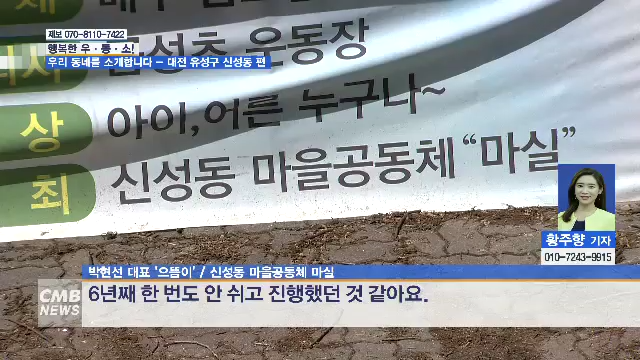 제보 070-8110-7422
행복한 우·통·소!
우리 동네를 소개합니다 - 대전 유성구 신성동 편
운동장
상 아이,어른 누구나~
최 신성동 마을공동체 "마실"
황주향 기자
010-7243-9915
박현선 대표 '으뜸이' / 신성동 마을공동체 마실
CMB NEWS
6년째 한 번도 안 쉬고 진행했던 것 같아요.